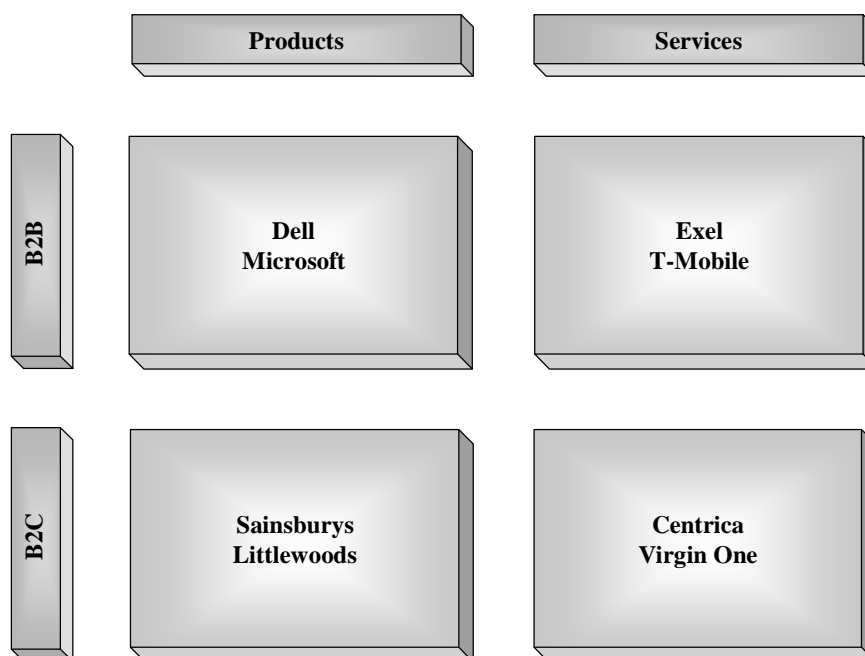 Products
Services
B2B
Dell
Microsoft
Exel
T-Mobile
B2C
Sainsburys
Littlewoods
Centrica
Virgin One